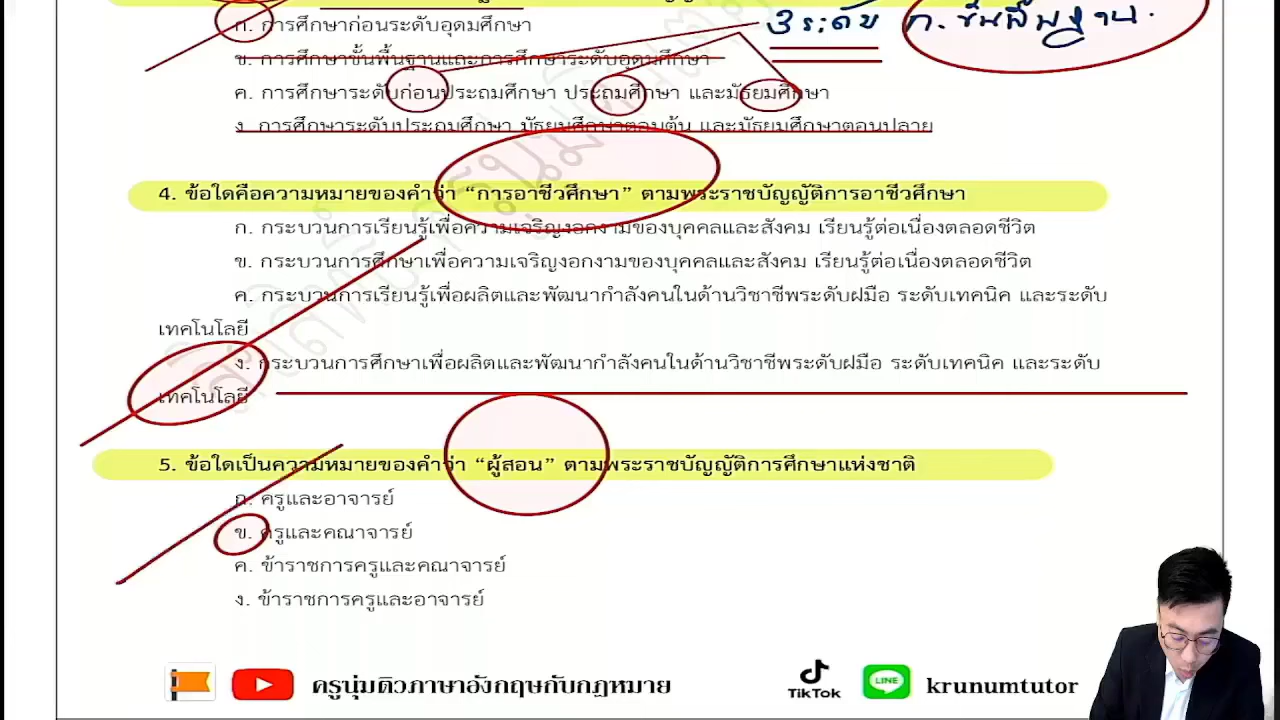 3 ระดับ ก. ขั้นพื้นฐาน.
ก. การศึกษาก่อนระดับอุดมศึกษา
ข. การศึกษาขั้นพื้นฐานและการศึกษาระดับอุดมศึกษา
ค. การศึกษาระดับก่อนประถมศึกษา ประถมศึกษา และมัธยมศึกษา
ง. การศึกษาระดับประถมศึกษา มัธยมศึกษาตอนต้น และมัธยมศึกษาตอนปลาย
4. ข้อใดคือความหมายของคำว่า “การอาชีวศึกษา” ตามพระราชบัญญัติการอาชีวศึกษา
ก. กระบวนการเรียนรู้เพื่อความเจริญงอกงามของบุคคลและสังคม เรียนรู้ต่อเนื่องตลอดชีวิต
ข. กระบวนการศึกษาเพื่อความเจริญงอกงามของบุคคลและสังคม เรียนรู้ต่อเนื่องตลอดชีวิต
ค. กระบวนการเรียนรู้เพื่อผลิตและพัฒนากำลังคนในด้านวิชาชีพระดับฝมือ ระดับเทคนิค และระดับ
เทคโนโลยี
ง. กระบวนการศึกษาเพื่อผลิตและพัฒนากำลังคนในด้านวิชาชีพระดับฝมือ ระดับเทคนิค และระดับ
เทคโนโลยี
5. ข้อใดเป็นความหมายของคำว่า “ผู้สอน” ตามพระราชบัญญัติการศึกษาแห่งชาติ
ก. ครูและอาจารย์
ข. ครูและคณาจารย์
ค. ข้าราชการครูและคณาจารย์
ง. ข้าราชการครูและอาจารย์
ครูนุ่มติวภาษาอังกฤษกับกฎหมาย
TikTok
LINE
krunumtutor